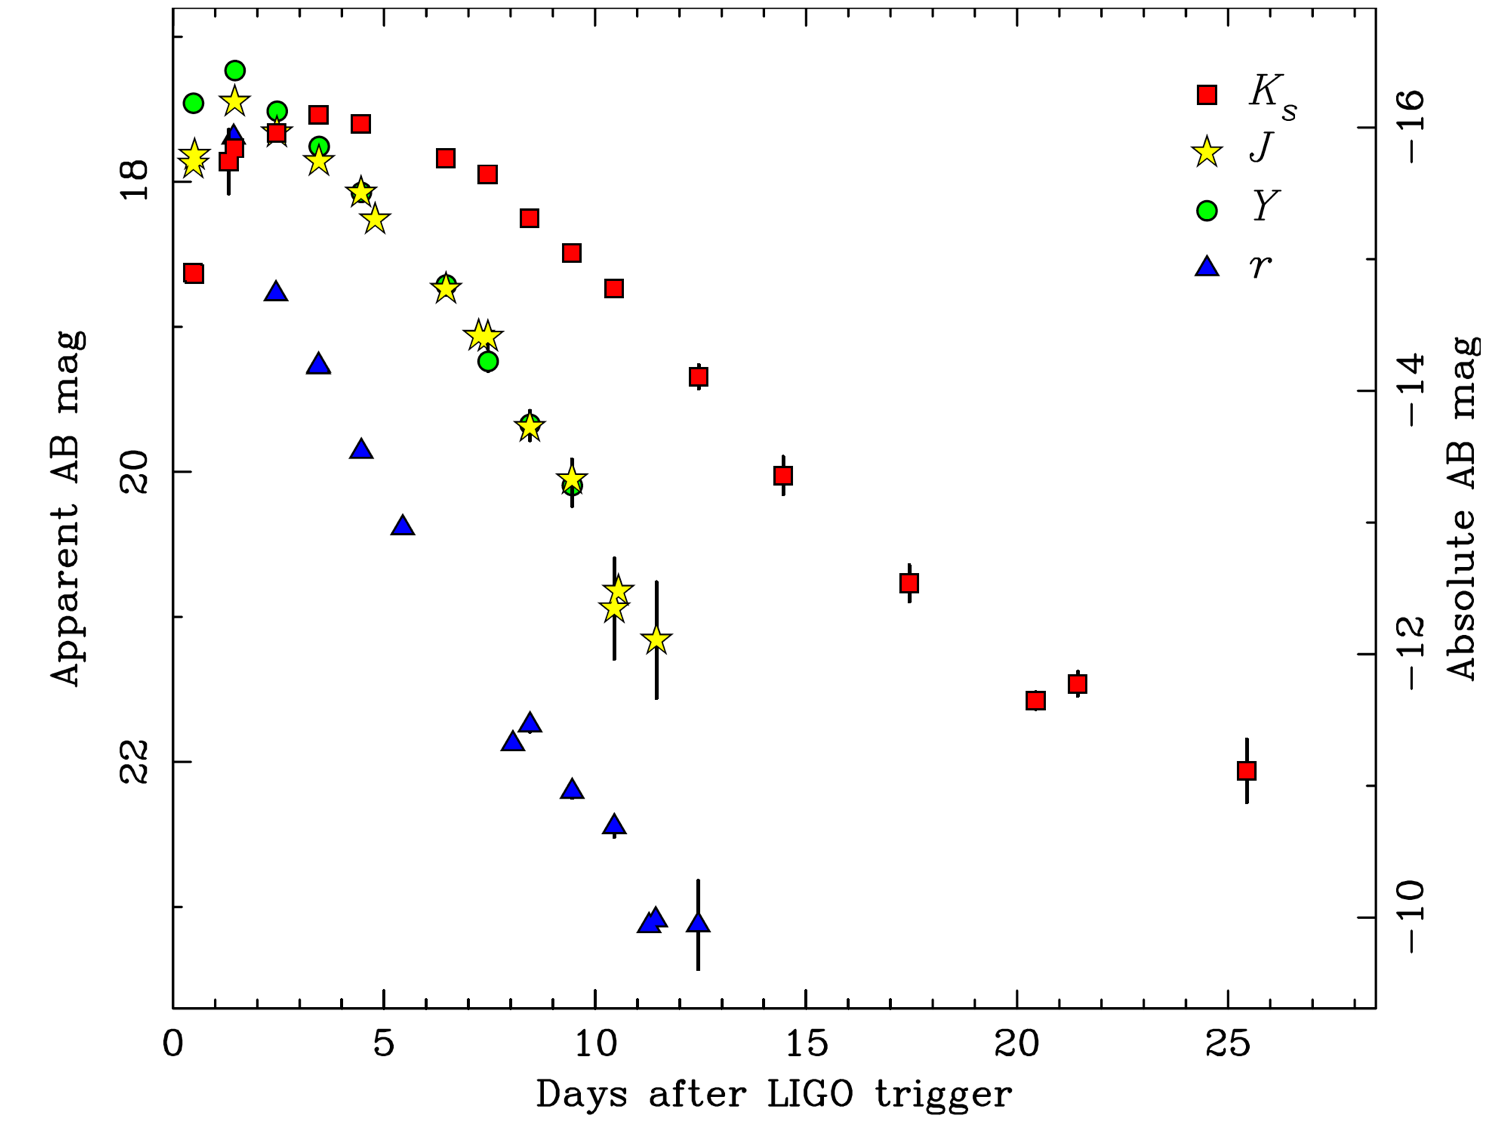 K_s
J
Y
r
18
20
22
Apparent AB mag
−16
−14
−12
−10
Absolute AB mag
0 5 10 15 20 25
Days after LIGO trigger